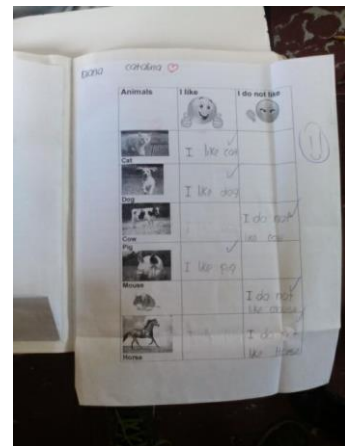 Diana catalina
Animals I like I do not like
Cat
I like cat
Dog
I like dog
Cow
I do not
like cow
Pig
I like pig
Mouse
I do not
like mouse
Horse
I do not
like horse